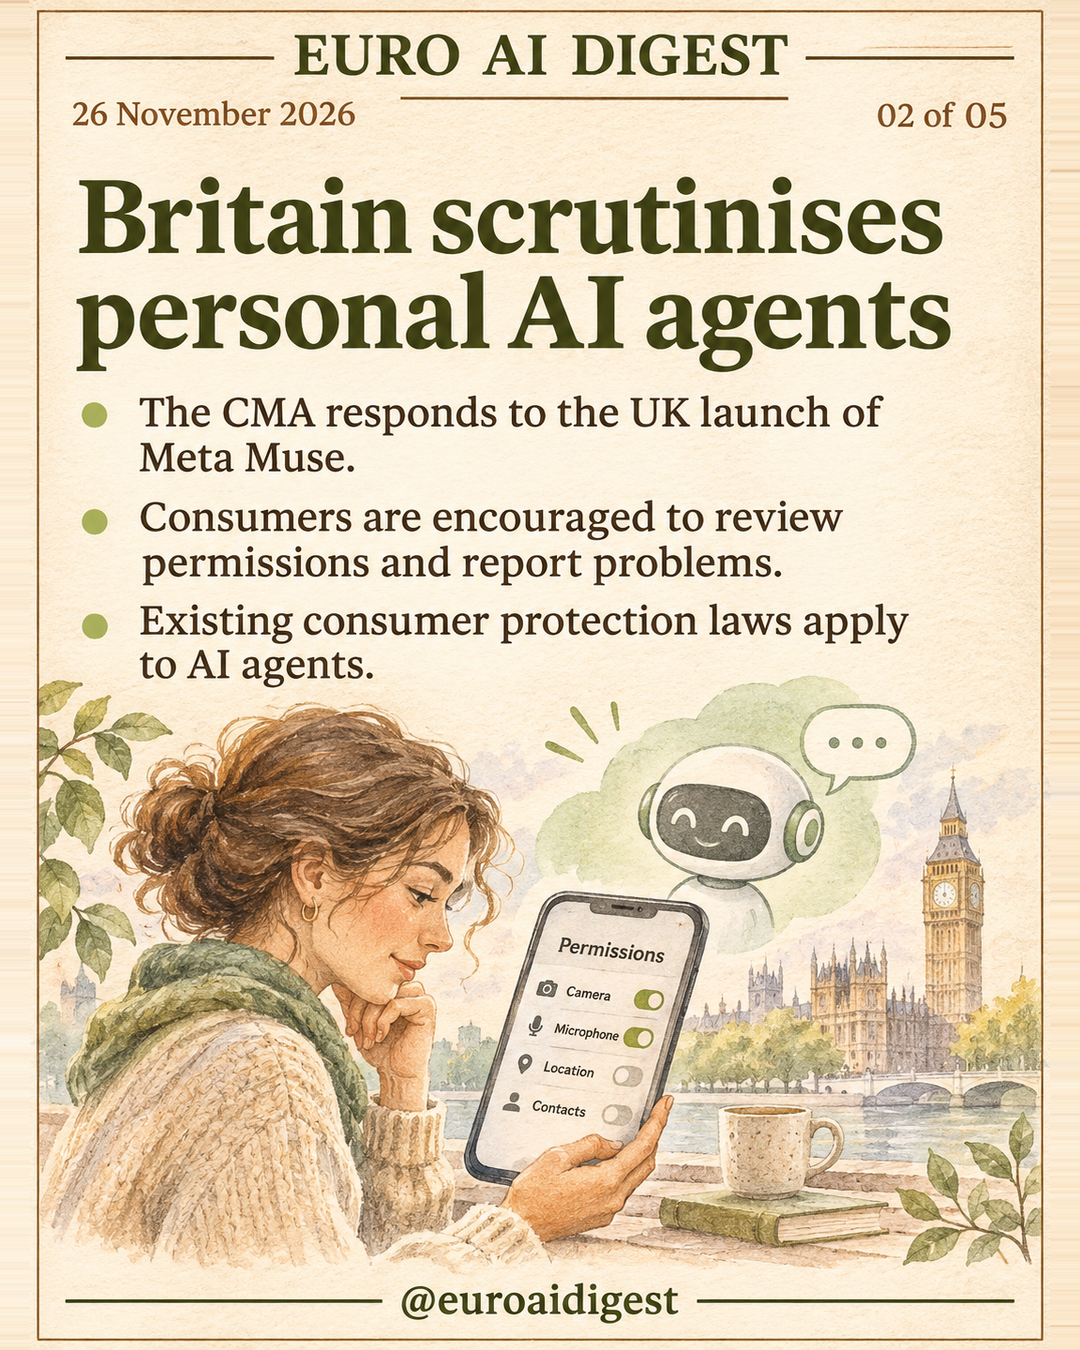 EURO AI DIGEST
26 November 2026
02 of 05
Britain scrutinises
personal AI agents
The CMA responds to the UK launch of
Meta Muse.
Consumers are encouraged to review
permissions and report problems.
Existing consumer protection laws apply
to AI agents.
Permissions
Camera
Microphone
Location
Contacts
@euroaidigest